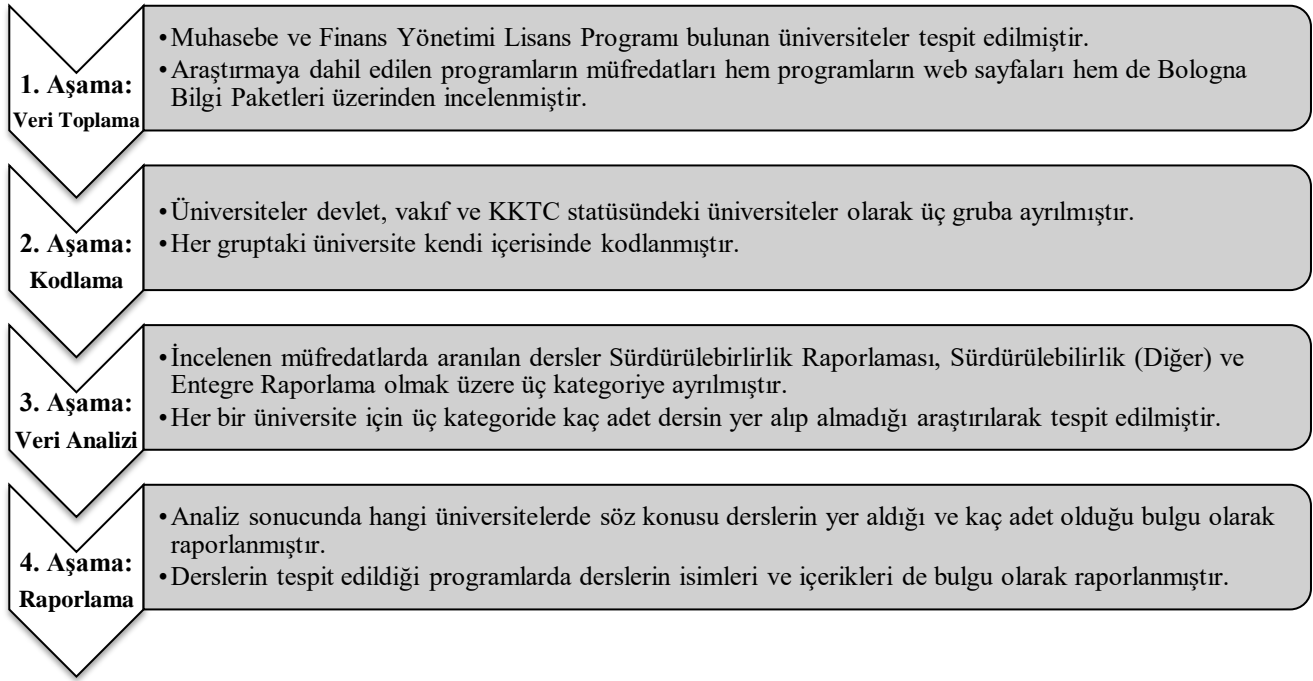 1. Aşama:
Veri Toplama
•Muhasebe ve Finans Yönetimi Lisans Programı bulunan üniversiteler tespit edilmiştir.
•Araştırmaya dahil edilen programların müfredatları hem programların web sayfaları hem de Bologna
Bilgi Paketleri üzerinden incelenmiştir.
2. Aşama:
Kodlama
•Üniversiteler devlet, vakıf ve KKTC statüsündeki üniversiteler olarak üç gruba ayrılmıştır.
•Her gruptaki üniversite kendi içerisinde kodlanmıştır.
3. Aşama:
Veri Analizi
•İncelenen müfredatlarda aranılan dersler Sürdürülebirlirlik Raporlaması, Sürdürülebilirlik (Diğer) ve
Entegre Raporlama olmak üzere üç kategoriye ayrılmıştır.
•Her bir üniversite için üç kategoride kaç adet dersin yer alıp almadığı araştırılarak tespit edilmiştir.
4. Aşama:
Raporlama
•Analiz sonucunda hangi üniversitelerde söz konusu derslerin yer aldığı ve kaç adet olduğu bulgu olarak
raporlanmıştır.
•Derslerin tespit edildiği programlarda derslerin isimleri ve içerikleri de bulgu olarak raporlanmıştır.